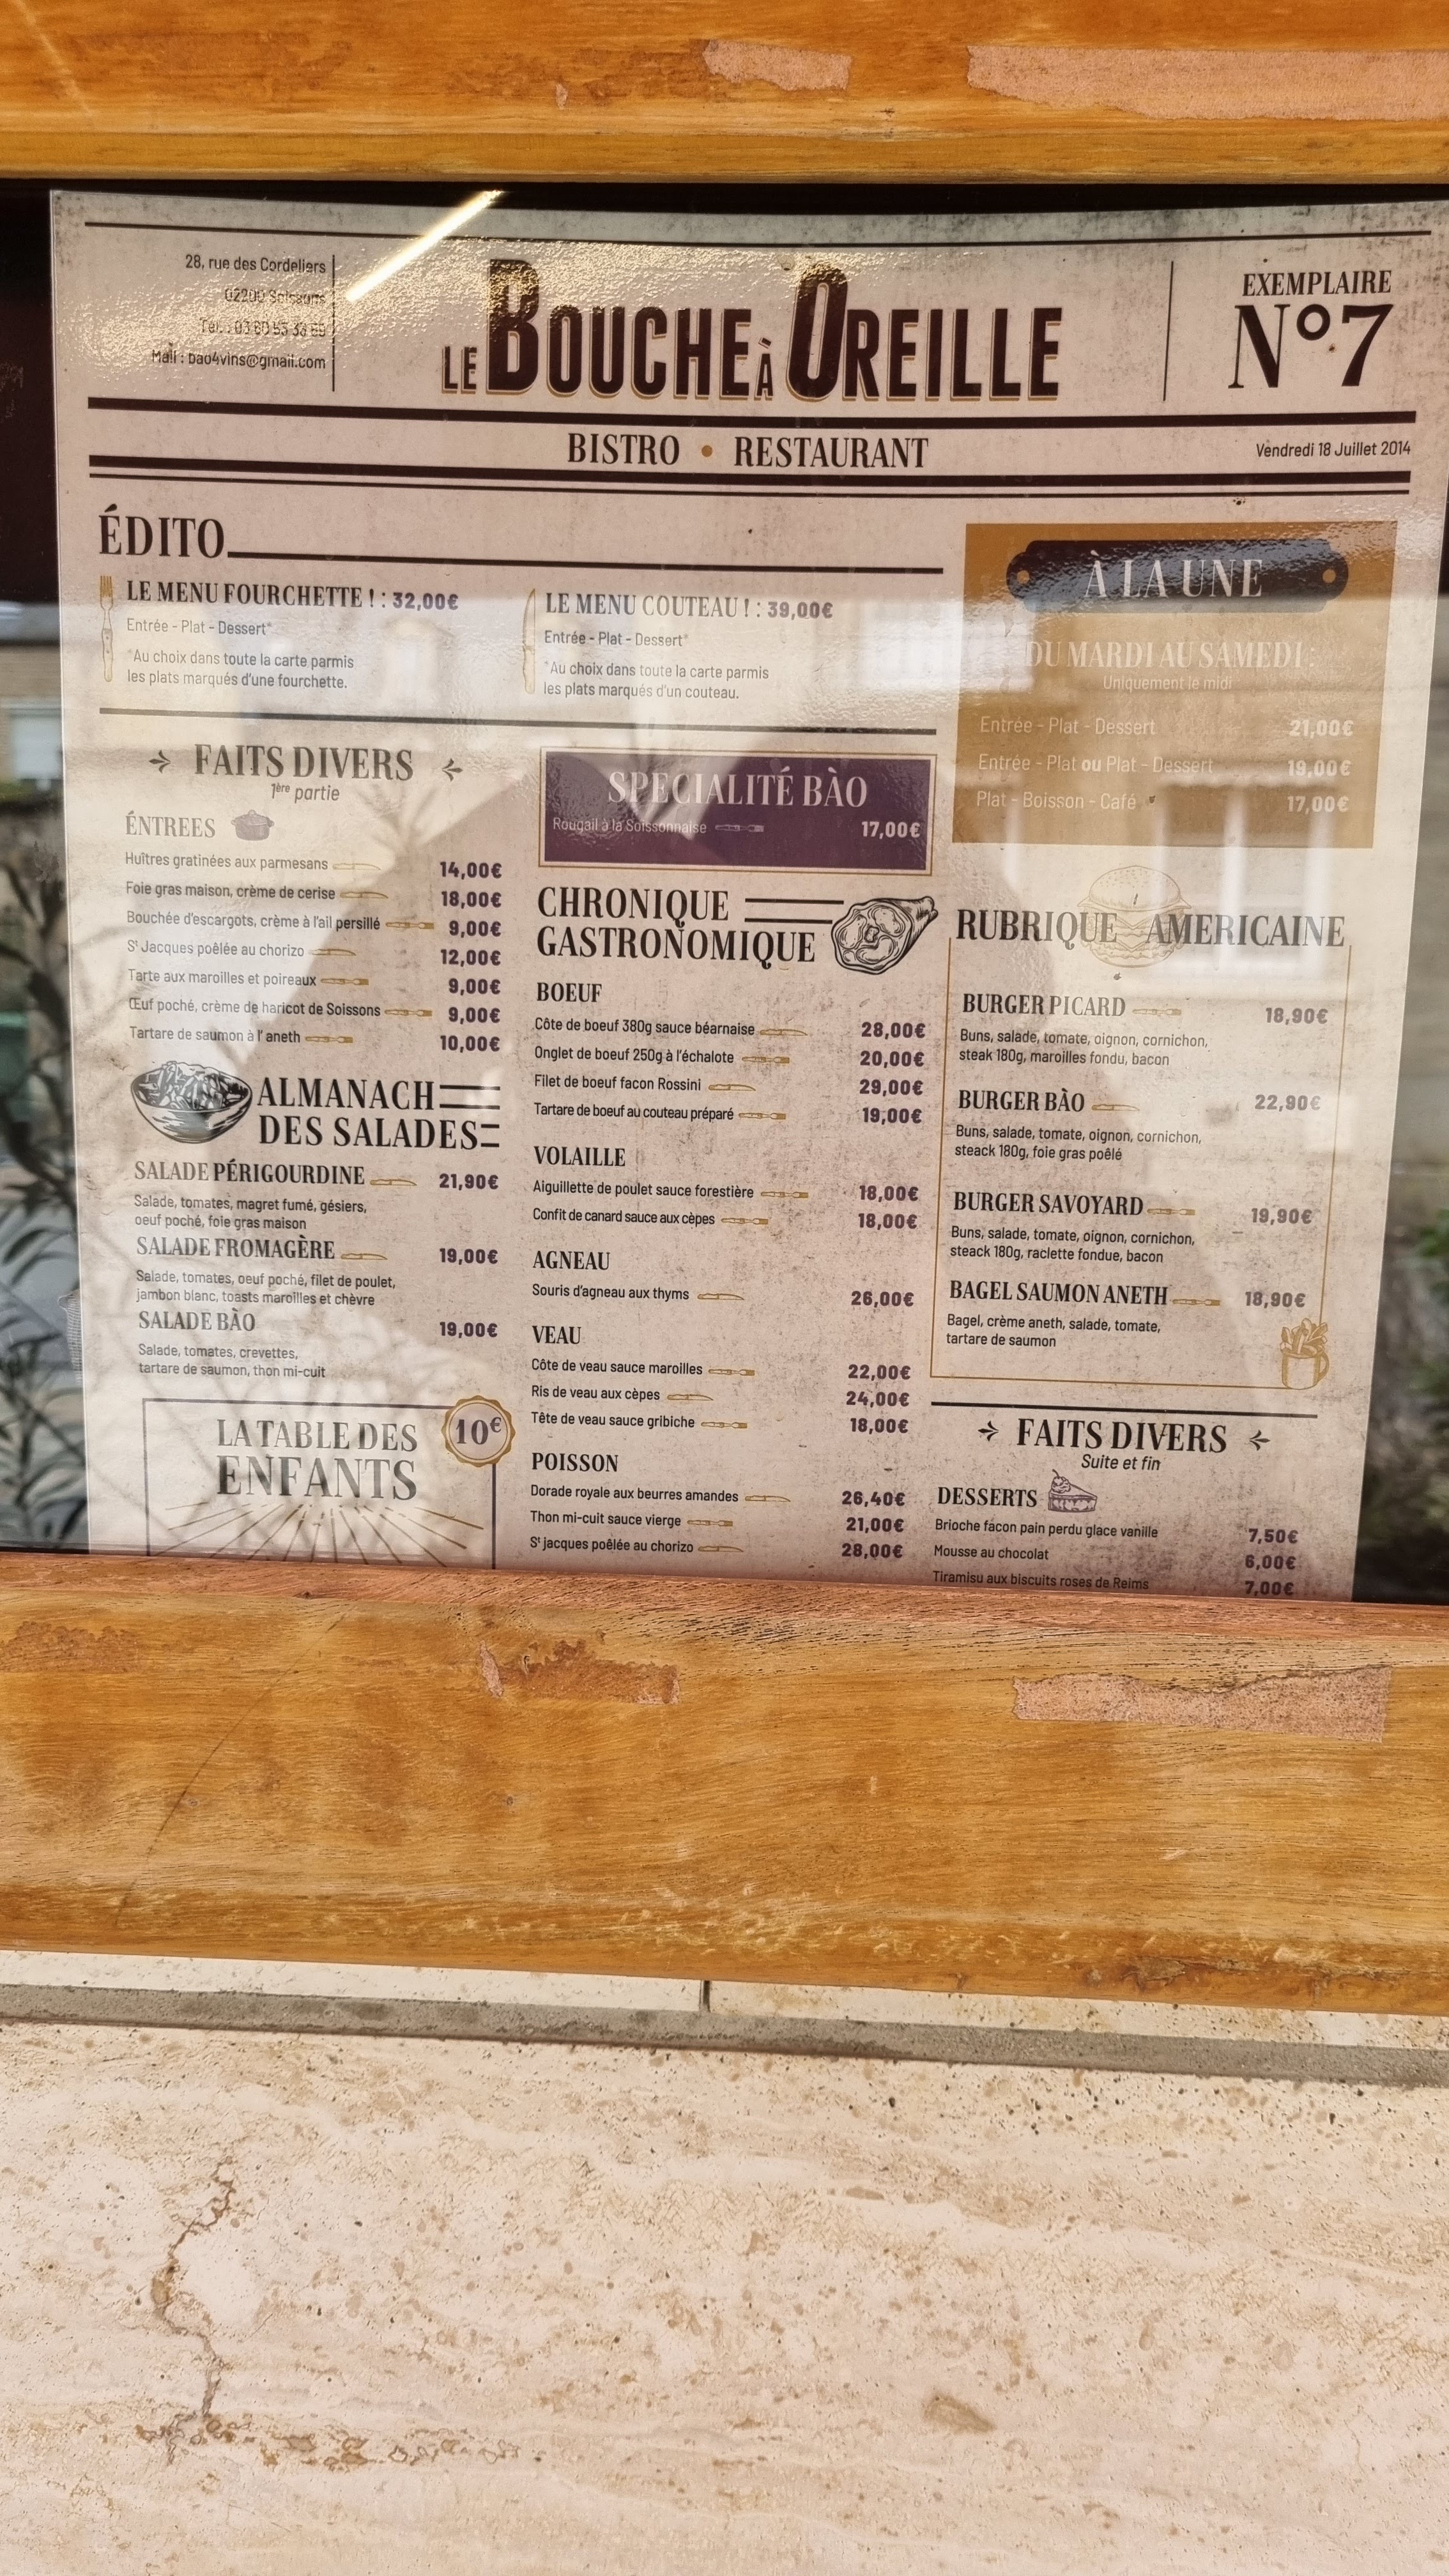 28, rue des Cordeliers
02200 Soissons
Mail : bao4vins@gmail.com
LE BOUCHE À OREILLE
EXEMPLAIRE
N°7
BISTRO • RESTAURANT
Vendredi 18 Juillet 2014
ÉDITO
LE MENU FOURCHETTE ! : 32,00€
Entrée - Plat - Dessert*
*Au choix dans toute la carte parmis
les plats marqués d'une fourchette.
LE MENU COUTEAU ! : 39,00€
Entrée - Plat - Dessert*
*Au choix dans toute la carte parmis
les plats marqués d'un couteau.
À LA UNE
DU MARDI AU SAMEDI :
Uniquement le midi
Entrée - Plat - Dessert 21,00€
Entrée - Plat ou Plat - Dessert 19,00€
Plat - Boisson - Café 17,00€
FAITS DIVERS
1ère partie
ÉNTREES
Huîtres gratinées aux parmesans 14,00€
Foie gras maison, crème de cerise 18,00€
Bouchée d'escargots, crème à l'ail persillé 9,00€
St Jacques poêlée au chorizo 12,00€
Tarte aux maroilles et poireaux 9,00€
Œuf poché, crème de haricot de Soissons 9,00€
Tartare de saumon à l' aneth 10,00€
ALMANACH
DES SALADES
SALADE PÉRIGOURDINE 21,90€
Salade, tomates, magret fumé, gésiers,
oeuf poché, foie gras maison
SALADE FROMAGÈRE 19,00€
Salade, tomates, oeuf poché, filet de poulet,
jambon blanc, toasts maroilles et chèvre
SALADE BÀO 19,00€
Salade, tomates, crevettes,
tartare de saumon, thon mi-cuit
LA TABLE DES
ENFANTS
10€
SPECIALITÉ BÀO
Rougail à la Soissonnaise 17,00€
CHRONIQUE
GASTRONOMIQUE
BOEUF
Côte de boeuf 380g sauce béarnaise 28,00€
Onglet de boeuf 250g à l'échalote 20,00€
Filet de boeuf facon Rossini 29,00€
Tartare de boeuf au couteau préparé 19,00€
VOLAILLE
Aiguillette de poulet sauce forestière 18,00€
Confit de canard sauce aux cèpes 18,00€
AGNEAU
Souris d'agneau aux thyms 26,00€
VEAU
Côte de veau sauce maroilles 22,00€
Ris de veau aux cèpes 24,00€
Tête de veau sauce gribiche 18,00€
POISSON
Dorade royale aux beurres amandes 26,40€
Thon mi-cuit sauce vierge 21,00€
St jacques poêlée au chorizo 28,00€
RUBRIQUE AMERICAINE
BURGER PICARD 18,90€
Buns, salade, tomate, oignon, cornichon,
steak 180g, maroilles fondu, bacon
BURGER BÀO 22,90€
Buns, salade, tomate, oignon, cornichon,
steack 180g, foie gras poêlé
BURGER SAVOYARD 19,90€
Buns, salade, tomate, oignon, cornichon,
steack 180g, raclette fondue, bacon
BAGEL SAUMON ANETH 18,90€
Bagel, crème aneth, salade, tomate,
tartare de saumon
FAITS DIVERS
Suite et fin
DESSERTS
Brioche facon pain perdu glace vanille 7,50€
Mousse au chocolat 6,00€
Tiramisu aux biscuits roses de Reims 7,00€